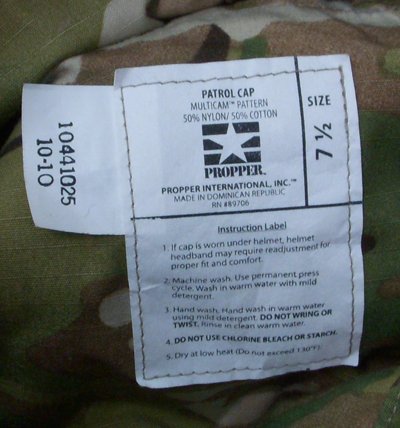 PATROL CAP
MULTICAM™ PATTERN
50% NYLON/ 50% COTTON
PROPPER
PROPPER INTERNATIONAL, INC.™
MADE IN DOMINICAN REPUBLIC
RN #89706
SIZE
7 ½
10441025
10-10
Instruction Label
1. If cap is worn under helmet, helmet
headband may require readjustment for
proper fit and comfort.
2. Machine wash. Use permanent press
cycle. Wash in warm water with mild
detergent.
3. Hand wash. Hand wash in warm water
using mild detergent. DO NOT WRING OR
TWIST. Rinse in clean warm water.
4. DO NOT USE CHLORINE BLEACH OR STARCH.
5. Dry at low heat (Do not exceed 130°F).